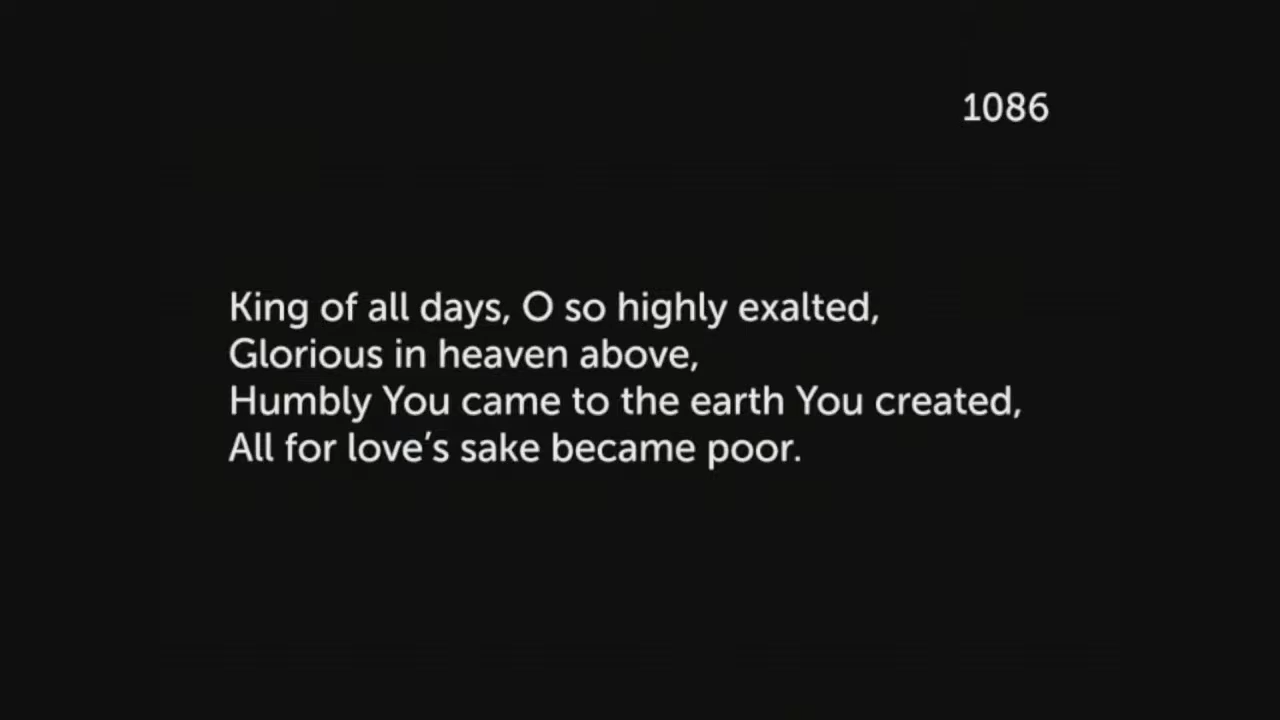 1086
King of all days, O so highly exalted,
Glorious in heaven above,
Humbly You came to the earth You created,
All for love’s sake became poor.